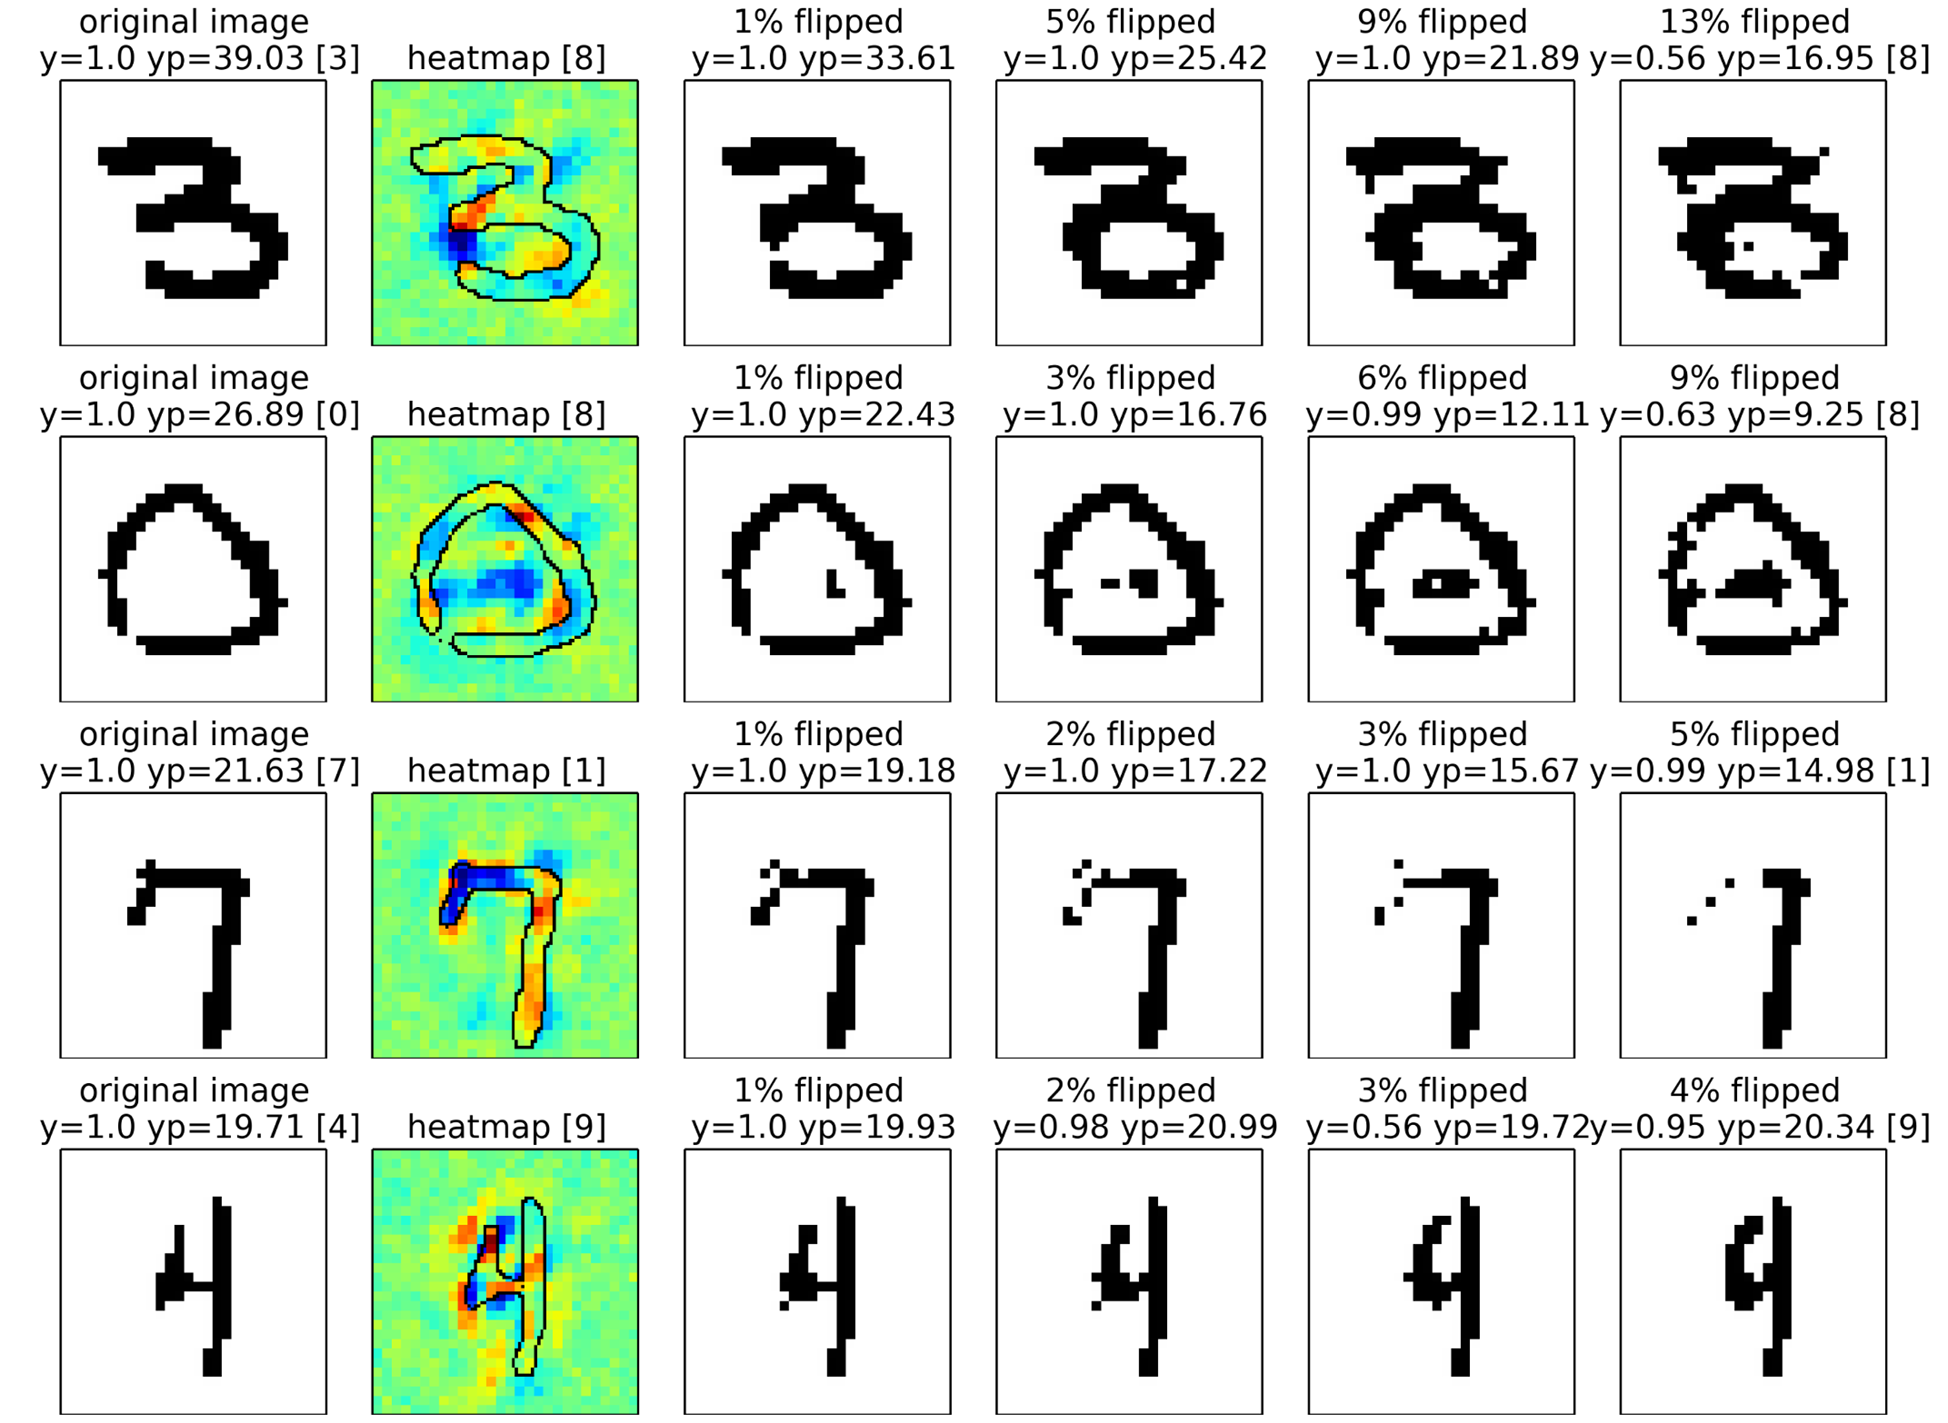 original image
y=1.0 yp=39.03 [3]
heatmap [8]
1% flipped
y=1.0 yp=33.61
5% flipped
y=1.0 yp=25.42
9% flipped
y=1.0 yp=21.89
13% flipped
y=0.56 yp=16.95 [8]
original image
y=1.0 yp=26.89 [0]
heatmap [8]
1% flipped
y=1.0 yp=22.43
3% flipped
y=1.0 yp=16.76
6% flipped
y=0.99 yp=12.11
9% flipped
y=0.63 yp=9.25 [8]
original image
y=1.0 yp=21.63 [7]
heatmap [1]
1% flipped
y=1.0 yp=19.18
2% flipped
y=1.0 yp=17.22
3% flipped
y=1.0 yp=15.67
5% flipped
y=0.99 yp=14.98 [1]
original image
y=1.0 yp=19.71 [4]
heatmap [9]
1% flipped
y=1.0 yp=19.93
2% flipped
y=0.98 yp=20.99
3% flipped
y=0.56 yp=19.72
4% flipped
y=0.95 yp=20.34 [9]